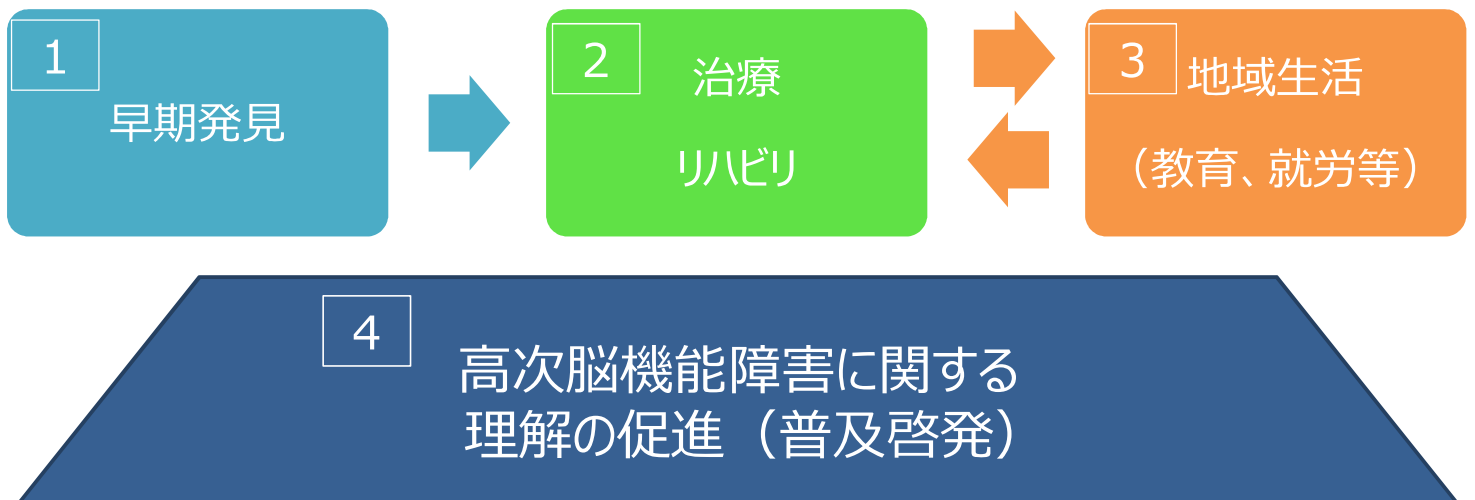 1
早期発見
2
治療
リハビリ
3
地域生活
（教育、就労等）
4
高次脳機能障害に関する
理解の促進（普及啓発）